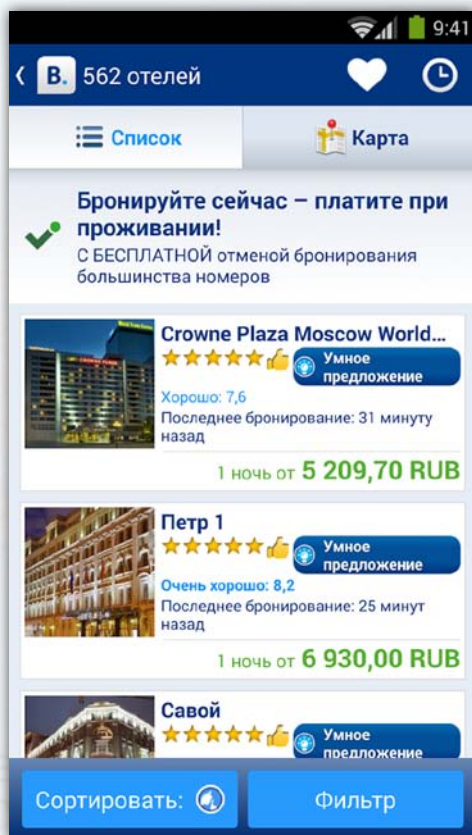 9:41
B. 562 отелей
Список
Карта
Бронируйте сейчас – платите при
проживании!
С БЕСПЛАТНОЙ отменой бронирования
большинства номеров
Crowne Plaza Moscow World...
Умное
предложение
Хорошо: 7,6
Последнее бронирование: 31 минуту
назад
1 ночь от 5 209,70 RUB
Петр 1
Умное
предложение
Очень хорошо: 8,2
Последнее бронирование: 25 минут
назад
1 ночь от 6 930,00 RUB
Савой
Умное
предложение
Сортировать:
Фильтр